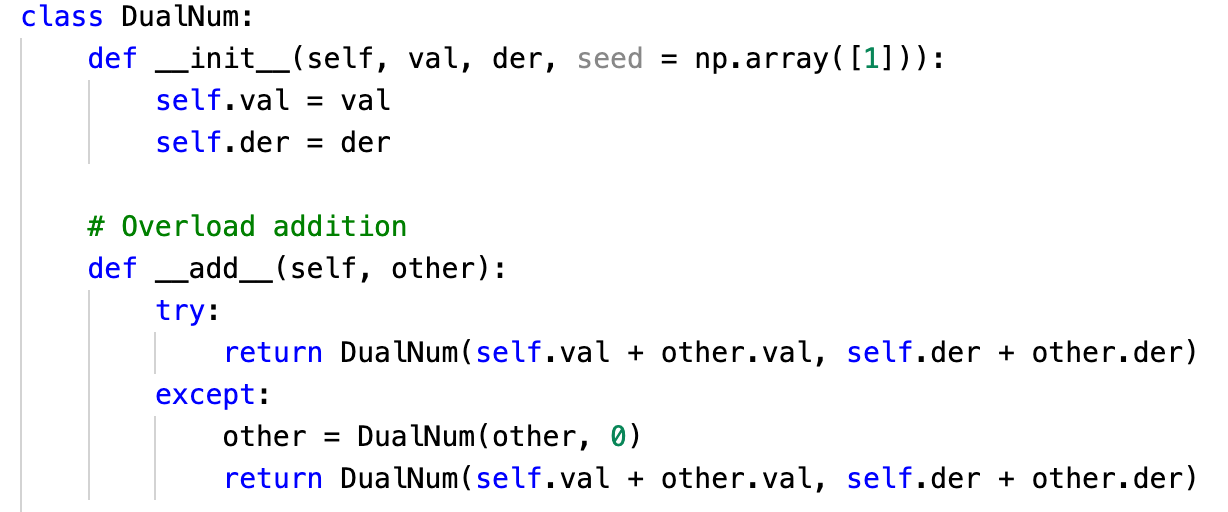 class DualNum:
    def __init__(self, val, der, seed = np.array([1])):
        self.val = val
        self.der = der

    # Overload addition
    def __add__(self, other):
        try:
            return DualNum(self.val + other.val, self.der + other.der)
        except:
            other = DualNum(other, 0)
            return DualNum(self.val + other.val, self.der + other.der)